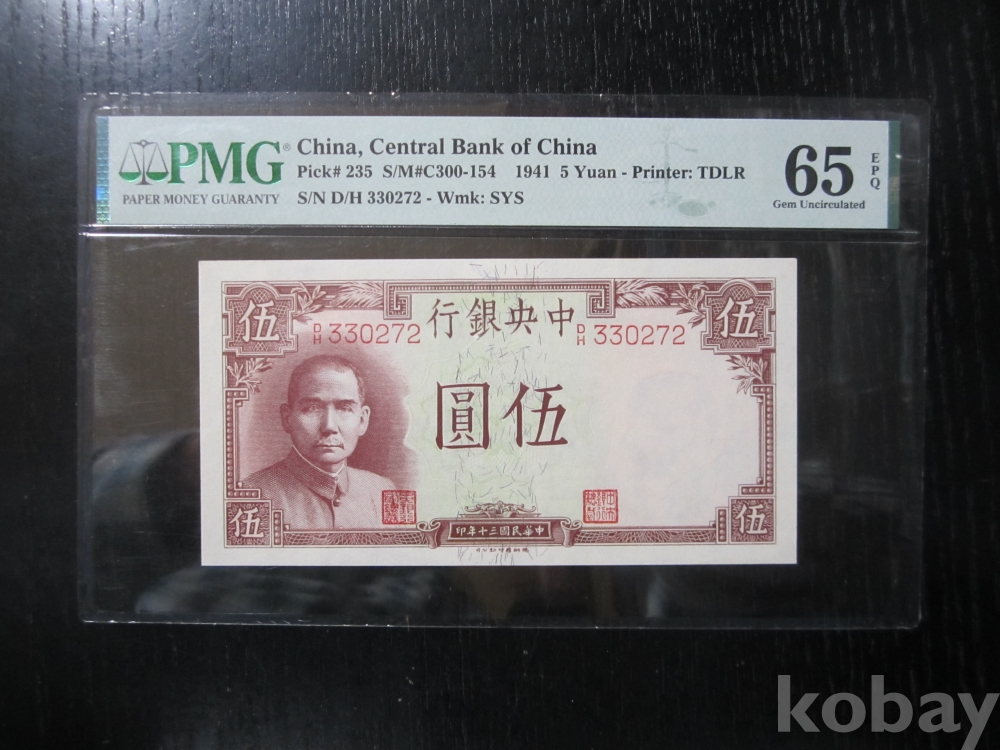 PMG®
PAPER MONEY GUARANTY
China, Central Bank of China
Pick# 235 S/M#C300-154 1941 5 Yuan - Printer: TDLR
S/N D/H 330272 - Wmk: SYS
65 EPQ
Gem Uncirculated
伍 伍
行銀央中
D/H 330272 D/H 330272
圓伍
伍 伍
印年十三國民華中
kobay